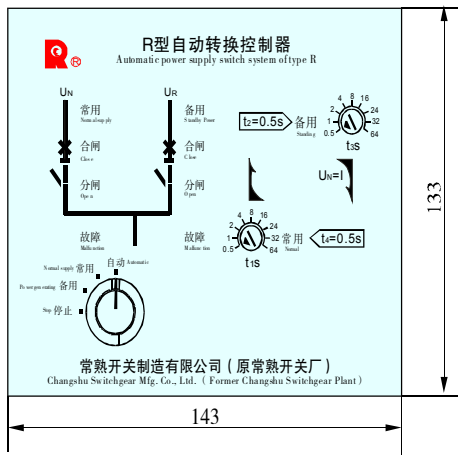 R ®
R型自动转换控制器
Automatic power supply switch system of type R
UN UR
常用 备用
Normal supply Standby Power
合闸 合闸
Close Close
分闸 分闸
Open Open
故障 故障
Malfunction Malfunction
t2=0.5s 备用
Standing
0.5 1 2 4 8 16 24 32 64
t3s
UN=I
0.5 1 2 4 8 16 24 32 64
t1s
常用
Normal
t4=0.5s
自动 Automatic
Normal supply 常用
Power generating 备用
Stop 停止
常熟开关制造有限公司（原常熟开关厂）
Changshu Switchgear Mfg. Co., Ltd. ( Former Changshu Switchgear Plant )
143
133